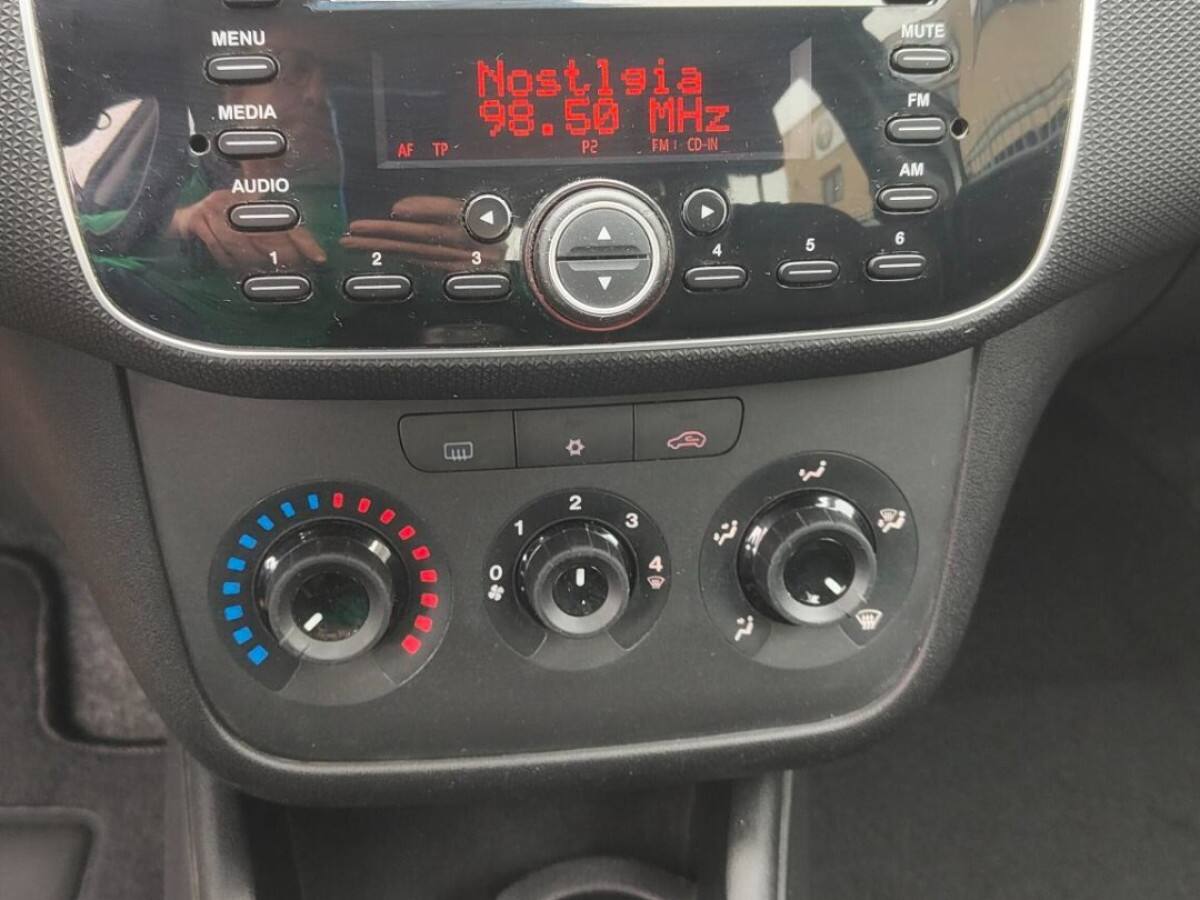 MENU
MUTE
Nostlgia
98.50 MHz
MEDIA
FM
AF TP P2 FM1 CD-IN
AUDIO
AM
1 2 3 4 5 6
0 1 2 3 4